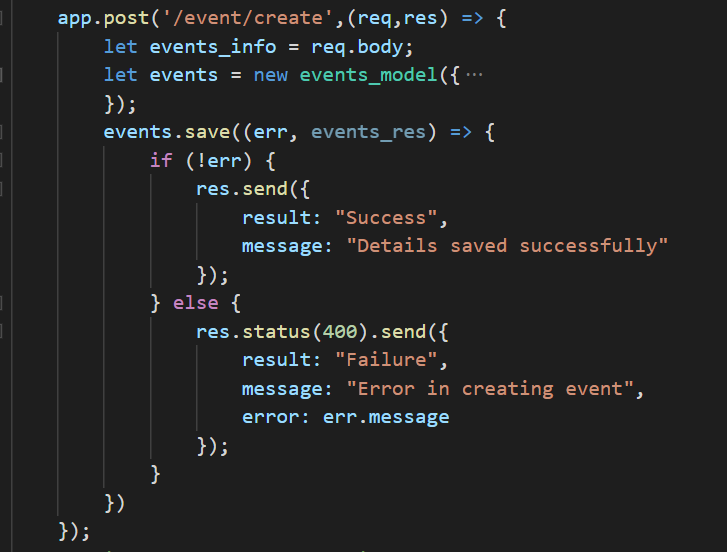 app.post('/event/create',(req,res) => {
    let events_info = req.body;
    let events = new events_model({···
    });
    events.save((err, events_res) => {
        if (!err) {
            res.send({
                result: "Success",
                message: "Details saved successfully"
            });
        } else {
            res.status(400).send({
                result: "Failure",
                message: "Error in creating event",
                error: err.message
            });
        }
    })
});